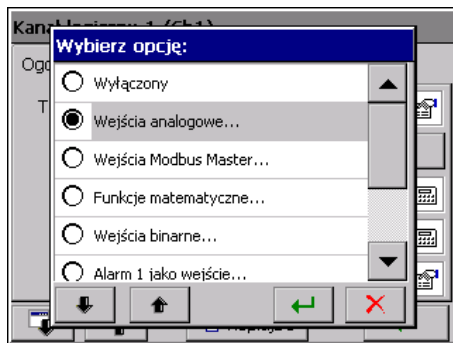 Wybierz opcję:
Wyłączony
Wejścia analogowe...
Wejścia Modbus Master...
Funkcje matematyczne...
Wejścia binarne...
Alarm 1 jako wejście...